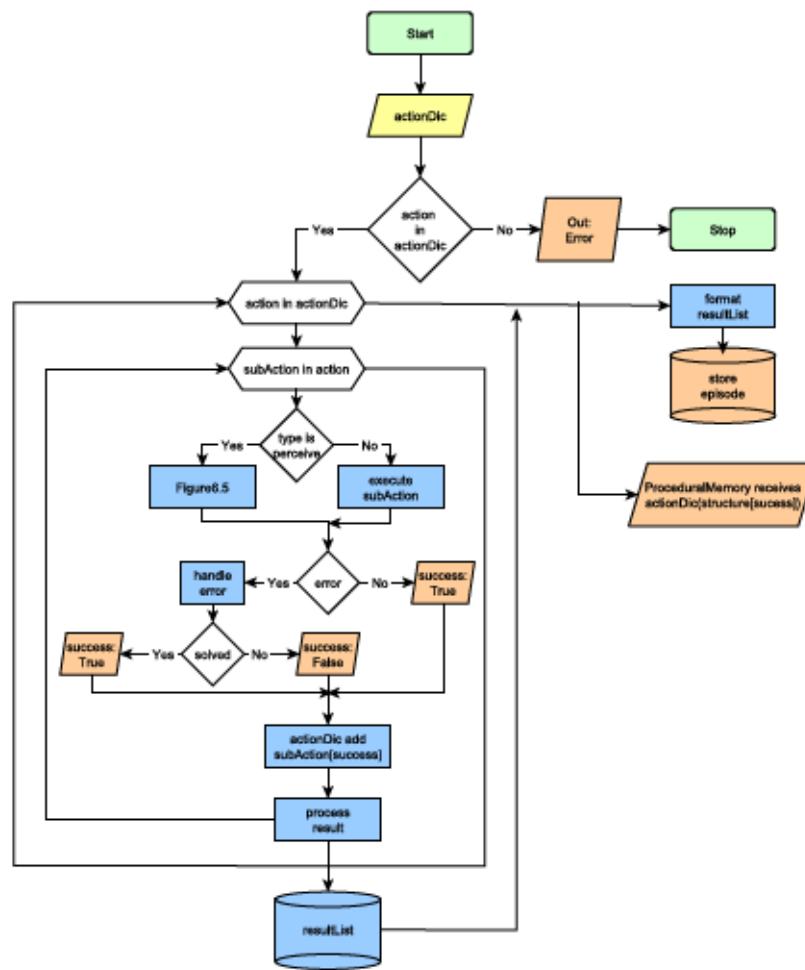 Start
actionDic
action
in
actionDic
Yes
No
Out:
Error
Stop
action in actionDic
format
resultList
subAction in action
store
episode
type is
perceive
Yes
No
Figure6.5
execute
subAction
ProceduralMemory receives
actionDic(structure[sucess])
handle
error
Yes
error
No
success:
True
success:
True
Yes
solved
No
success:
False
actionDic add
subAction[success]
process
result
resultList